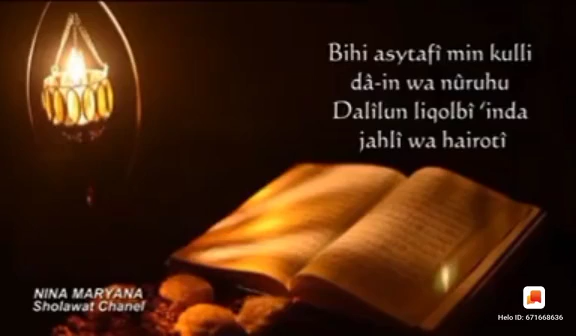 Bihi asytafî min kulli
dâ-in wa nûruhu
Dalîlun liqolbî ‘inda
jahlî wa hairotî
NINA MARYANA
Sholawat Chanel
Helo ID: 671668636